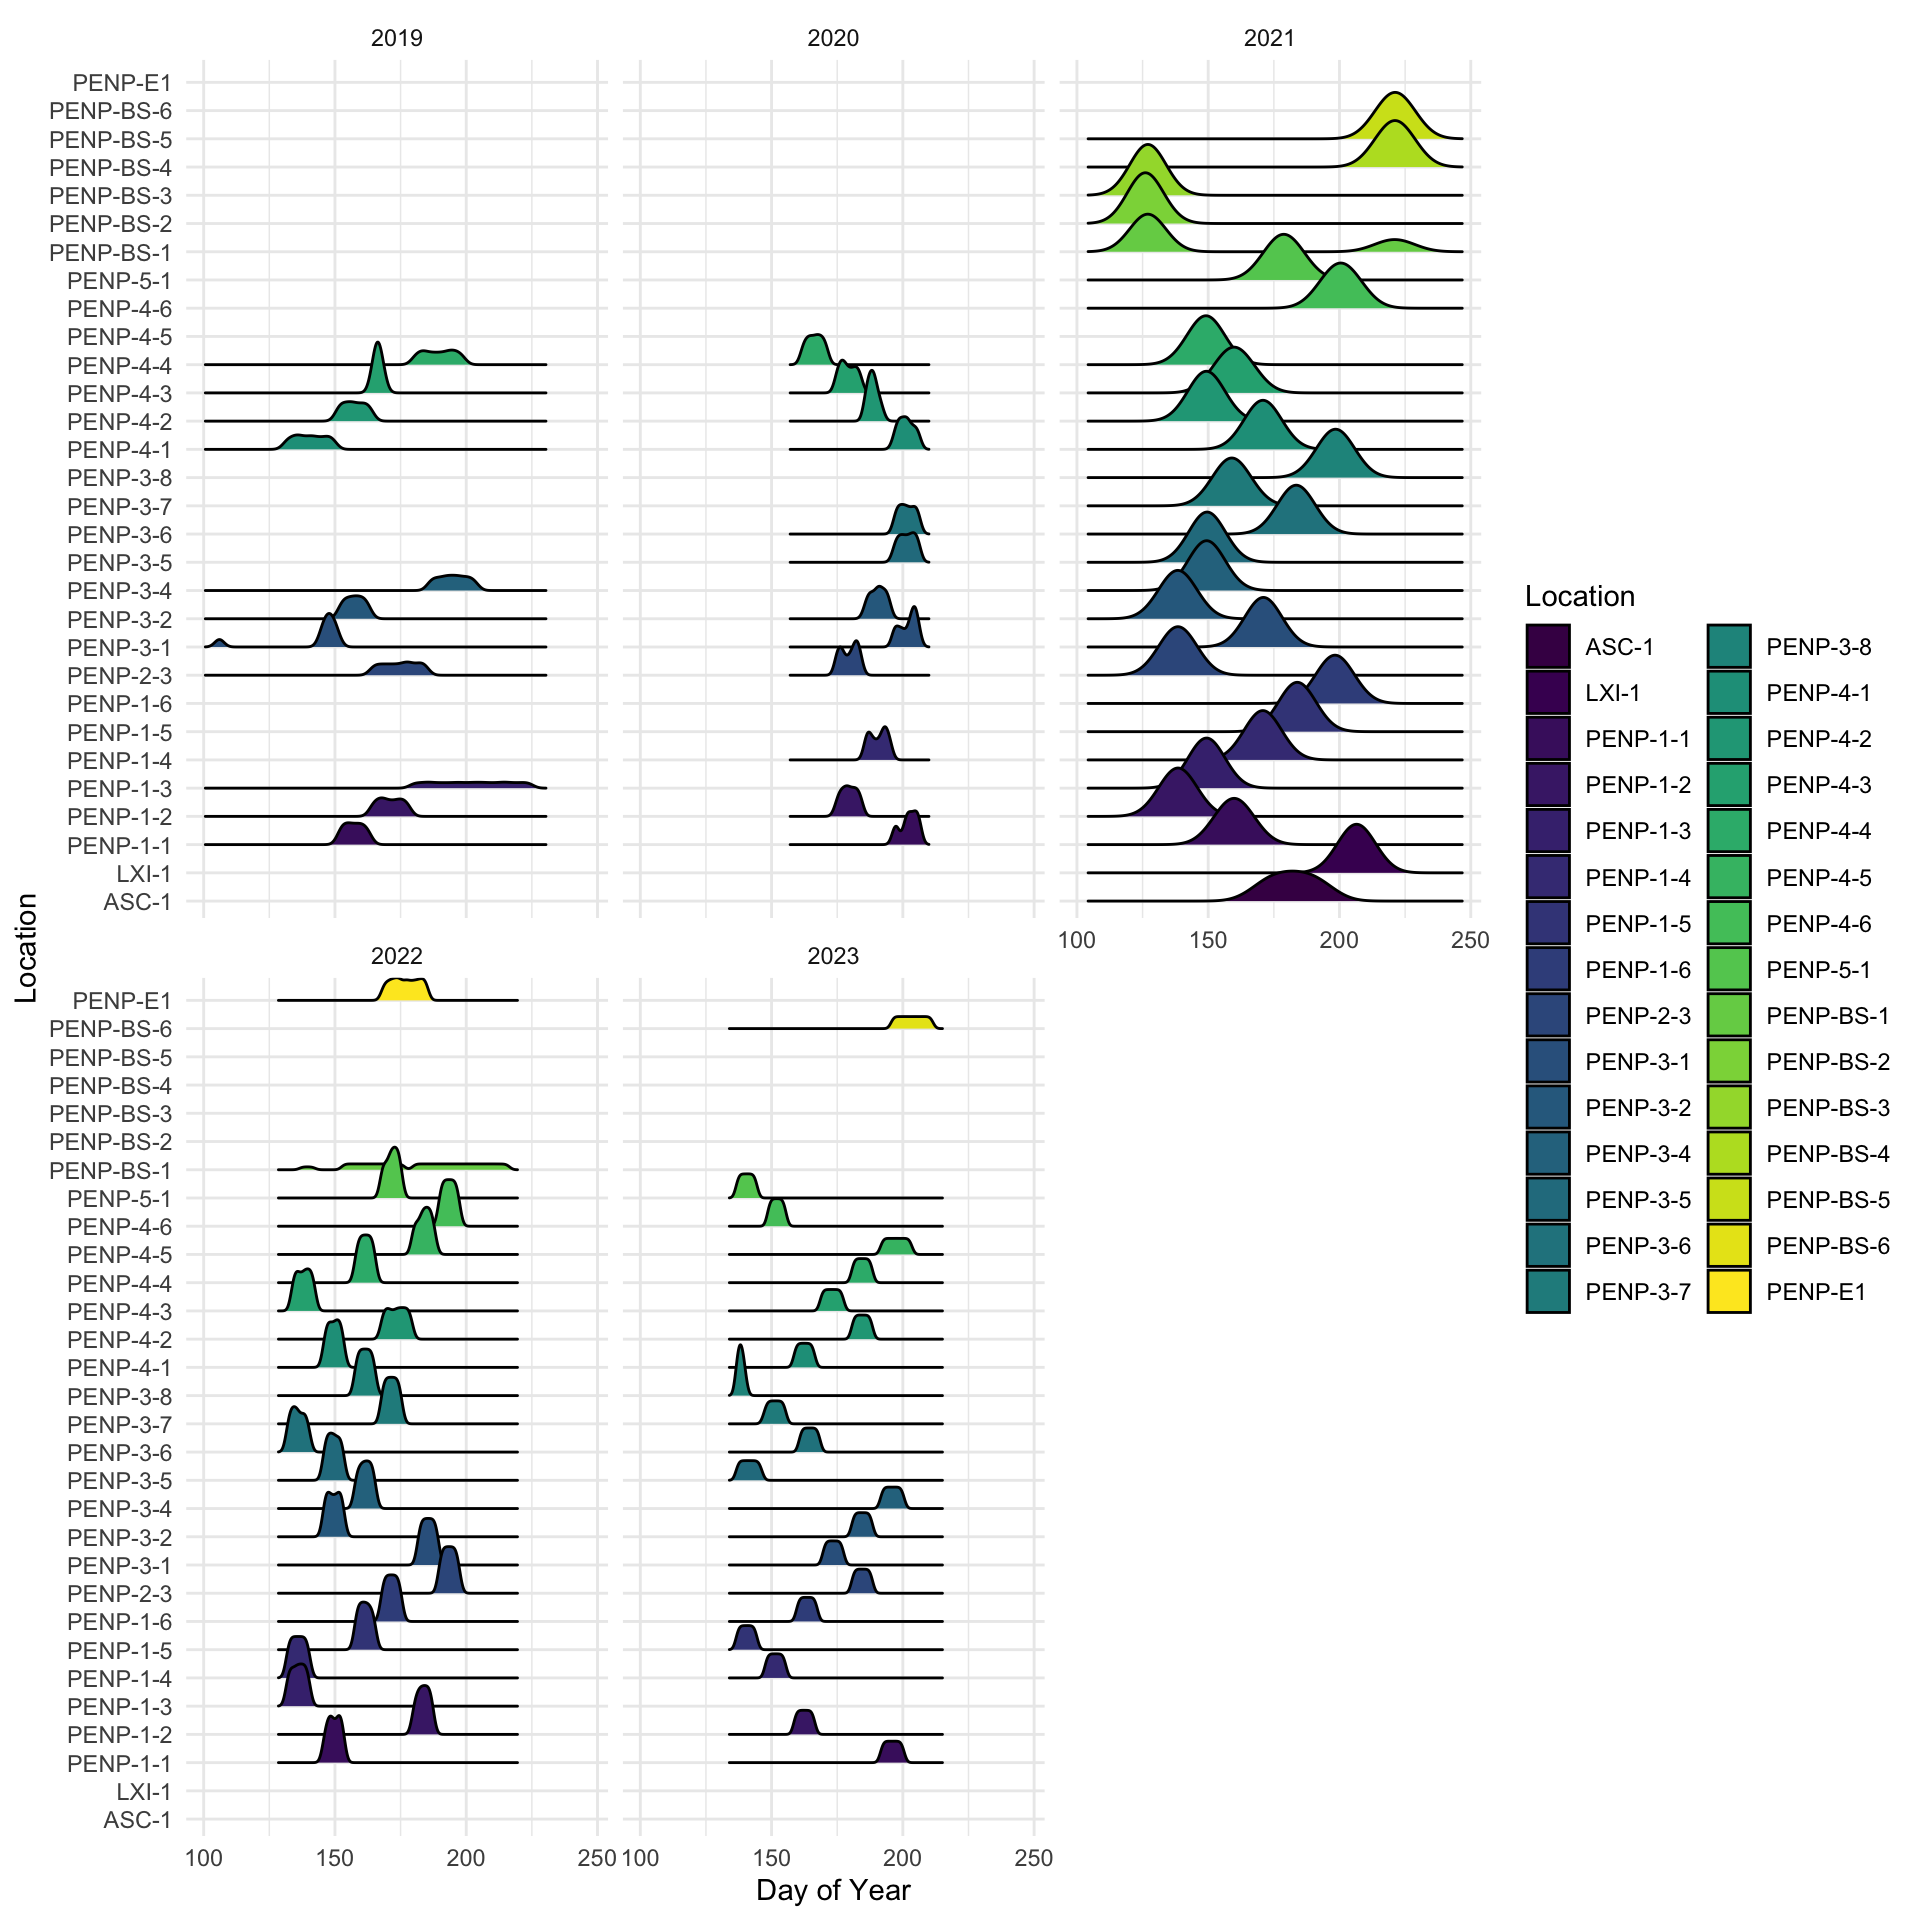 2019 2020 2021
PENP-E1
PENP-BS-6
PENP-BS-5
PENP-BS-4
PENP-BS-3
PENP-BS-2
PENP-BS-1
PENP-5-1
PENP-4-6
PENP-4-5
PENP-4-4
PENP-4-3
PENP-4-2
PENP-4-1
PENP-3-8
PENP-3-7
PENP-3-6
PENP-3-5
PENP-3-4
PENP-3-2
PENP-3-1
PENP-2-3
PENP-1-6
PENP-1-5
PENP-1-4
PENP-1-3
PENP-1-2
PENP-1-1
LXI-1
ASC-1
100 150 200 250
Location
2022 2023
PENP-E1
PENP-BS-6
PENP-BS-5
PENP-BS-4
PENP-BS-3
PENP-BS-2
PENP-BS-1
PENP-5-1
PENP-4-6
PENP-4-5
PENP-4-4
PENP-4-3
PENP-4-2
PENP-4-1
PENP-3-8
PENP-3-7
PENP-3-6
PENP-3-5
PENP-3-4
PENP-3-2
PENP-3-1
PENP-2-3
PENP-1-6
PENP-1-5
PENP-1-4
PENP-1-3
PENP-1-2
PENP-1-1
LXI-1
ASC-1
100 150 200 250 100 150 200 250
Day of Year
Location
ASC-1
LXI-1
PENP-1-1
PENP-1-2
PENP-1-3
PENP-1-4
PENP-1-5
PENP-1-6
PENP-2-3
PENP-3-1
PENP-3-2
PENP-3-4
PENP-3-5
PENP-3-6
PENP-3-7
PENP-3-8
PENP-4-1
PENP-4-2
PENP-4-3
PENP-4-4
PENP-4-5
PENP-4-6
PENP-5-1
PENP-BS-1
PENP-BS-2
PENP-BS-3
PENP-BS-4
PENP-BS-5
PENP-BS-6
PENP-E1